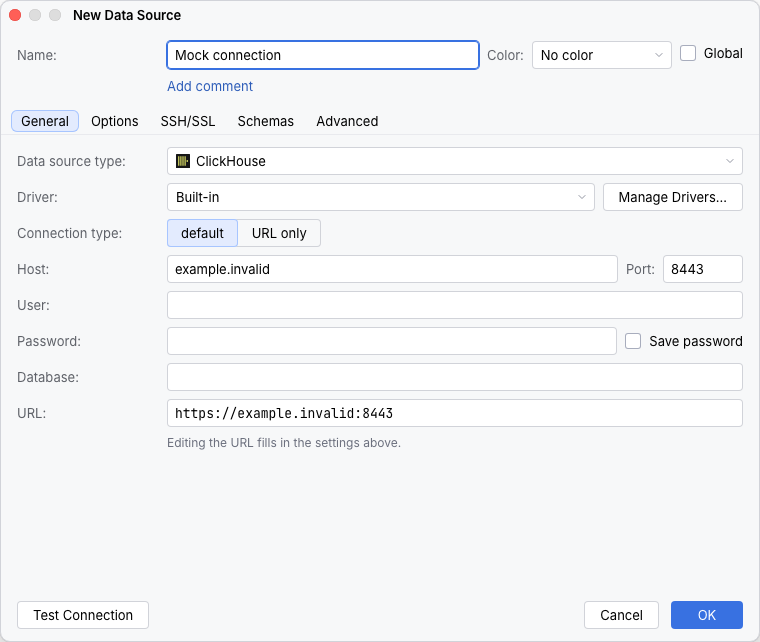 New Data Source
Name: Mock connection Color: No color Global
Add comment
General Options SSH/SSL Schemas Advanced
Data source type: ClickHouse
Driver: Built-in Manage Drivers...
Connection type: default URL only
Host: example.invalid Port: 8443
User:
Password: Save password
Database:
URL: https://example.invalid:8443
Editing the URL fills in the settings above.
Test Connection Cancel OK